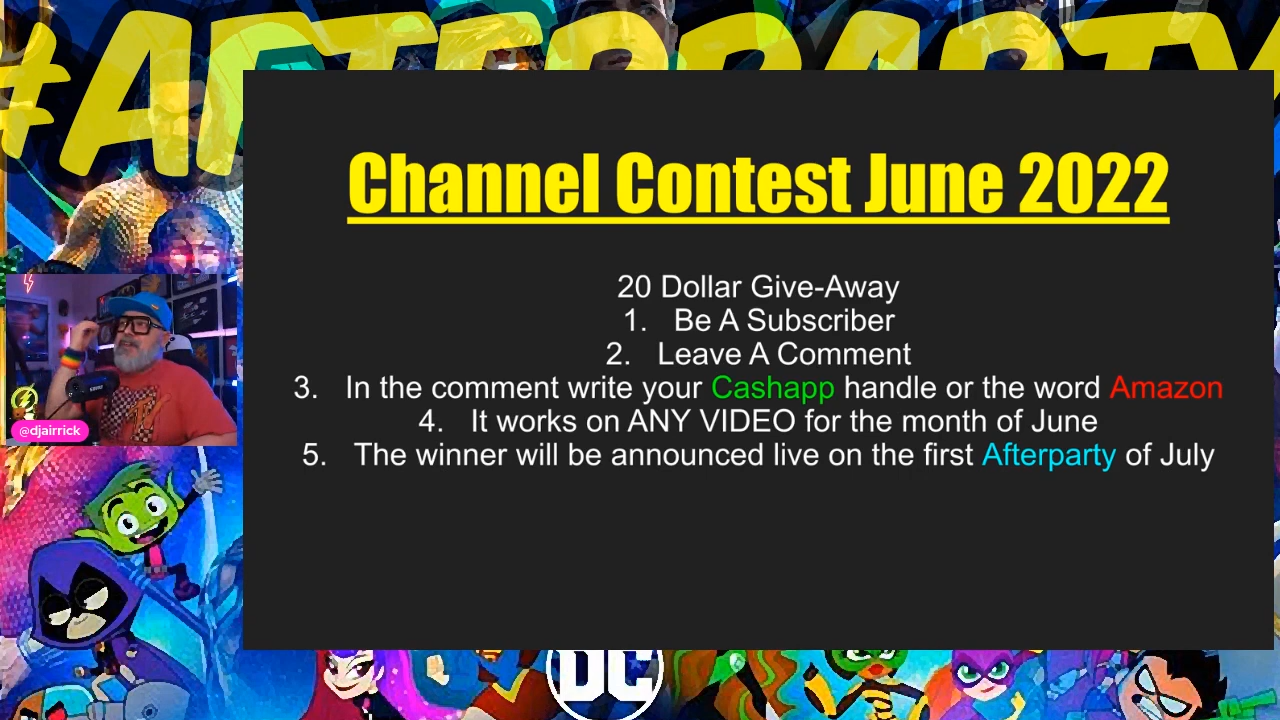 #AFTERPARTY
Channel Contest June 2022
20 Dollar Give-Away
1. Be A Subscriber
2. Leave A Comment
3. In the comment write your Cashapp handle or the word Amazon
4. It works on ANY VIDEO for the month of June
5. The winner will be announced live on the first Afterparty of July
@djairrick
DC